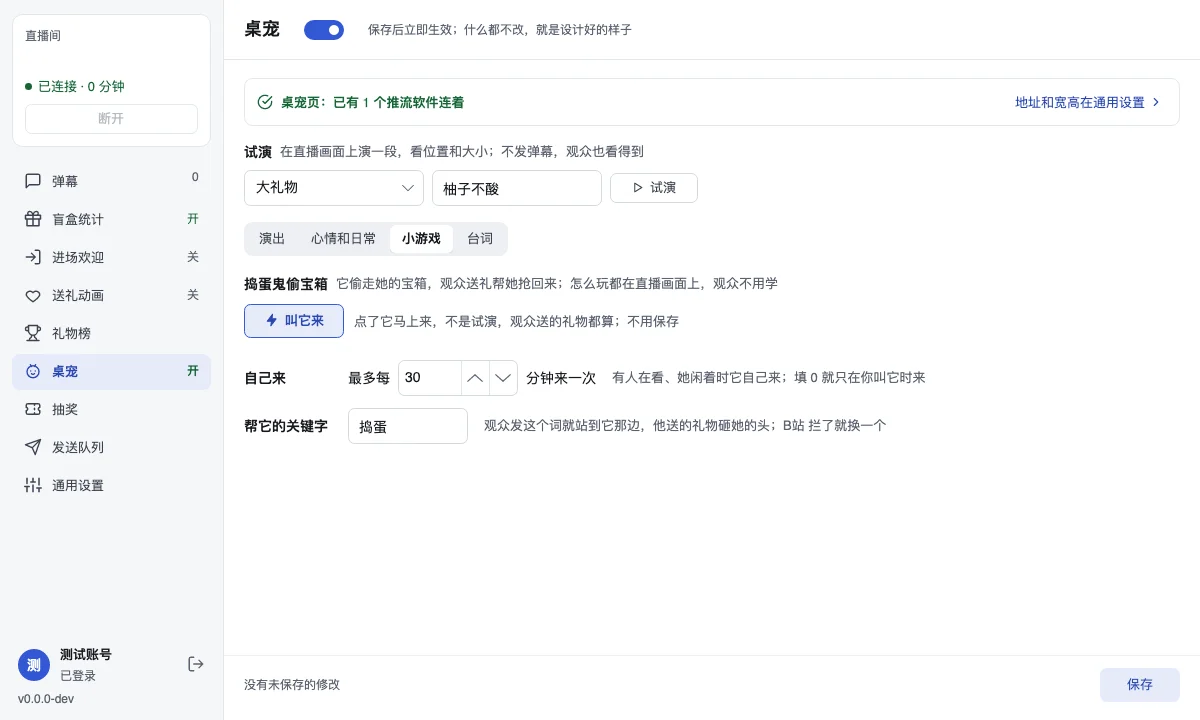 直播间
已连接 · 0 分钟
断开
弹幕 0
盲盒统计 开
进场欢迎 关
送礼动画 关
礼物榜
桌宠 开
抽奖
发送队列
通用设置
测 测试账号
已登录
v0.0.0-dev
桌宠 保存后立即生效；什么都不改，就是设计好的样子
桌宠页：已有 1 个推流软件连着 地址和宽高在通用设置
试演 在直播画面上演一段，看位置和大小；不发弹幕，观众也看得到
大礼物 柚子不酸 试演
演出 心情和日常 小游戏 台词
捣蛋鬼偷宝箱 它偷走她的宝箱，观众送礼帮她抢回来；怎么玩都在直播画面上，观众不用学
叫它来 点了它马上来，不是试演，观众送的礼物都算；不用保存
自己来 最多每 30 分钟来一次 有人在看、她闲着时它自己来；填 0 就只在你叫它时来
帮它的关键字 捣蛋 观众发这个词就站到它那边，他送的礼物砸她的头；B站 拦了就换一个
没有未保存的修改 保存